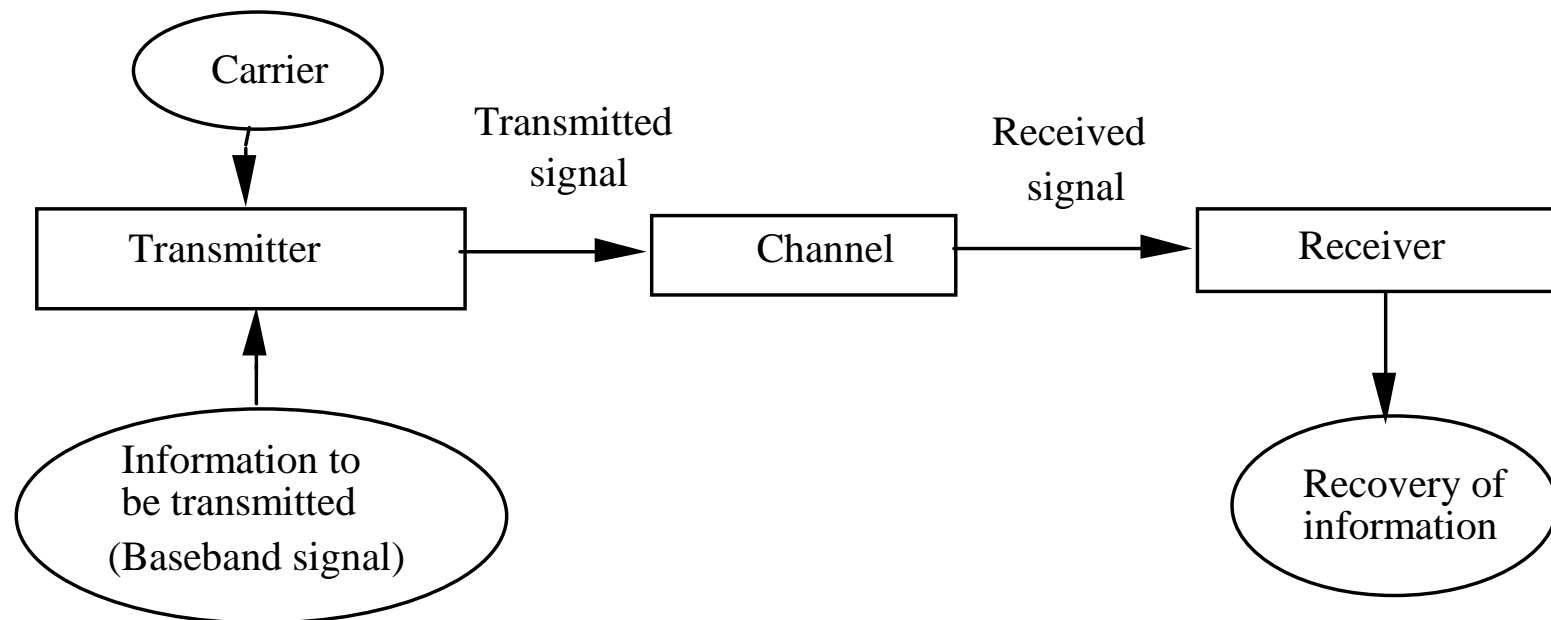 Carrier
Transmitted
signal
Received
signal
Transmitter
Channel
Receiver
Information to
be transmitted
(Baseband signal)
Recovery of
information